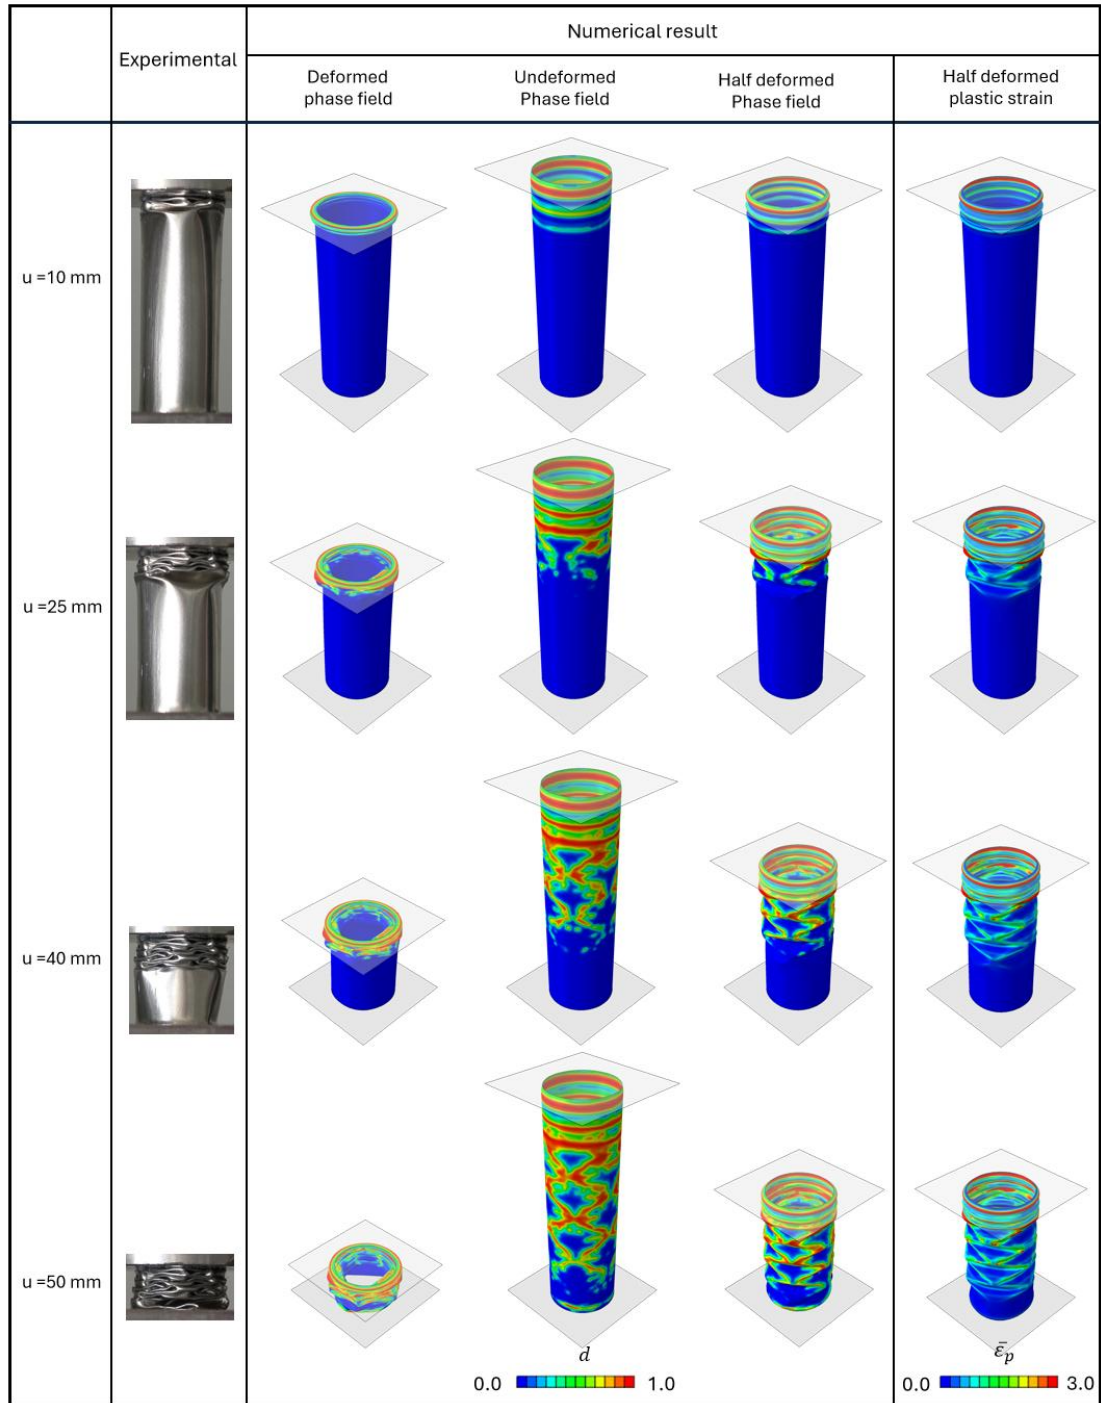 Numerical result
Experimental
Deformed
phase field
Undeformed
Phase field
Half deformed
Phase field
Half deformed
plastic strain
u =10 mm
u =25 mm
u =40 mm
u =50 mm
d
0.0 1.0
ε̄ₚ
0.0 3.0